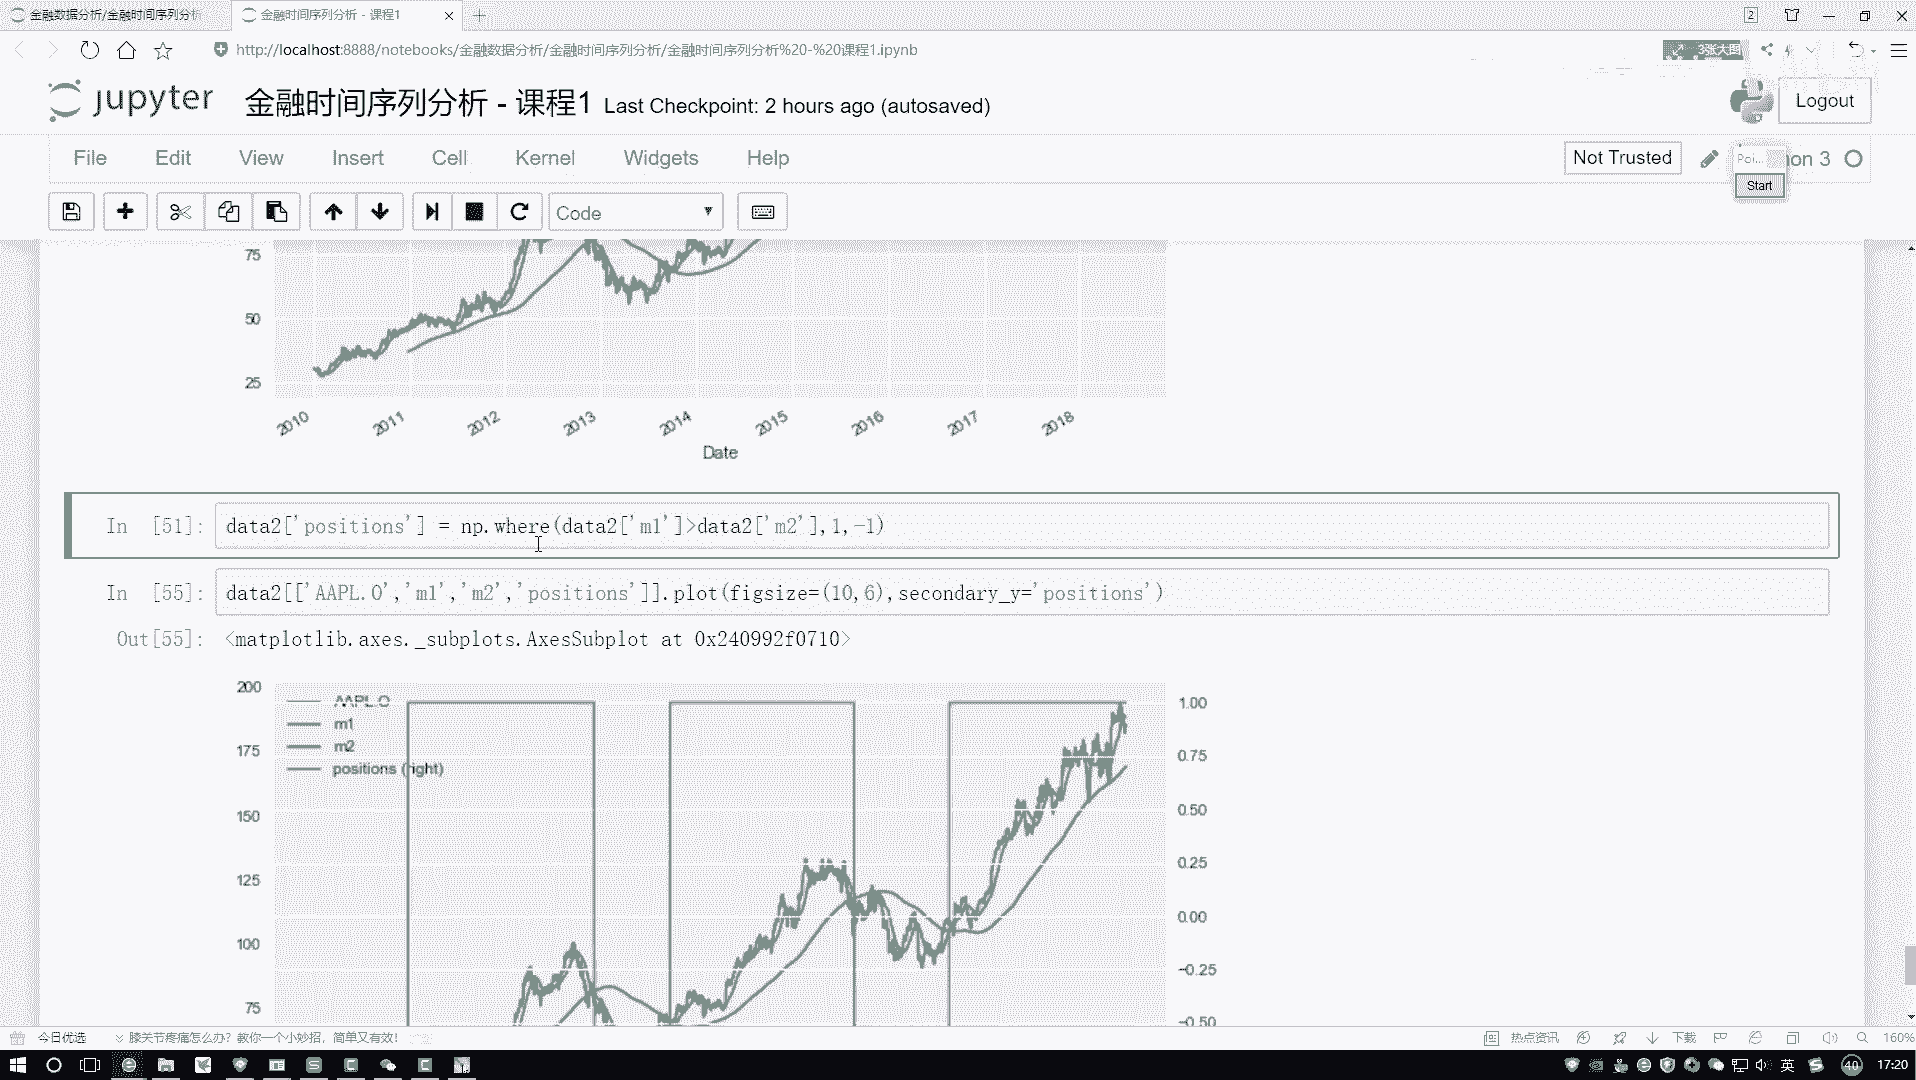 金融数据分析/金融时间序列分析
金融时间序列分析 - 课程1
2
http://localhost:8888/notebooks/金融数据分析/金融时间序列分析/金融时间序列分析%20-%20课程1.ipynb
3张大图
jupyter 金融时间序列分析 - 课程1 Last Checkpoint: 2 hours ago (autosaved)
Logout
File Edit View Insert Cell Kernel Widgets Help
Not Trusted
Poi... on 3
Start
Code
75
50
25
2010 2011 2012 2013 2014 2015 2016 2017 2018
Date
In [51]: data2['positions'] = np.where(data2['m1']>data2['m2'],1,-1)
In [55]: data2[['AAPL.O','m1','m2','positions']].plot(figsize=(10,6),secondary_y='positions')
Out[55]: <matplotlib.axes._subplots.AxesSubplot at 0x240992f0710>
200
175
150
125
100
75
AAPL.O
m1
m2
positions (right)
1.00
0.75
0.50
0.25
0.00
-0.25
-0.50
今日优选 膝关节疼痛怎么办? 教你一个小妙招, 简单又有效!
热点资讯 下载 160%
英 40 17:20